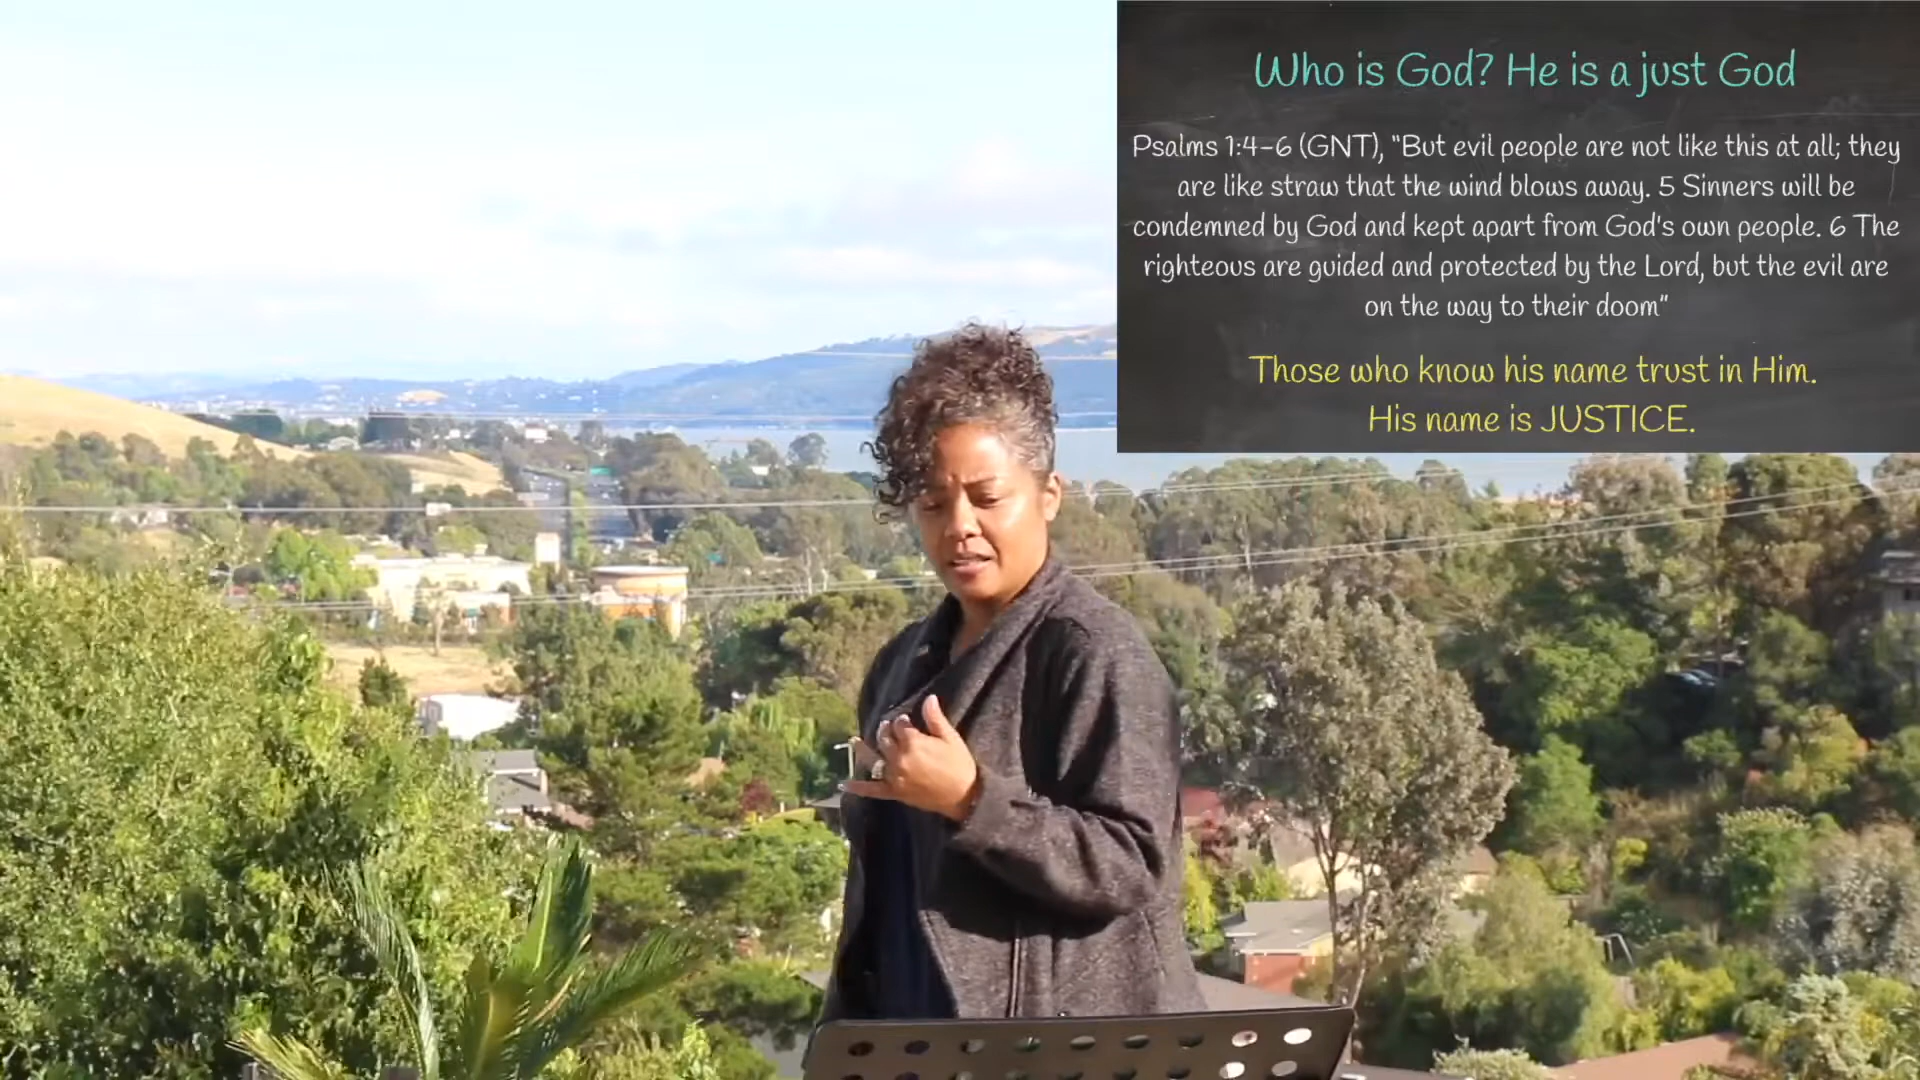 Who is God? He is a just God
Psalms 1:4-6 (GNT), "But evil people are not like this at all; they
are like straw that the wind blows away. 5 Sinners will be
condemned by God and kept apart from God's own people. 6 The
righteous are guided and protected by the Lord, but the evil are
on the way to their doom"
Those who know his name trust in Him.
His name is JUSTICE.